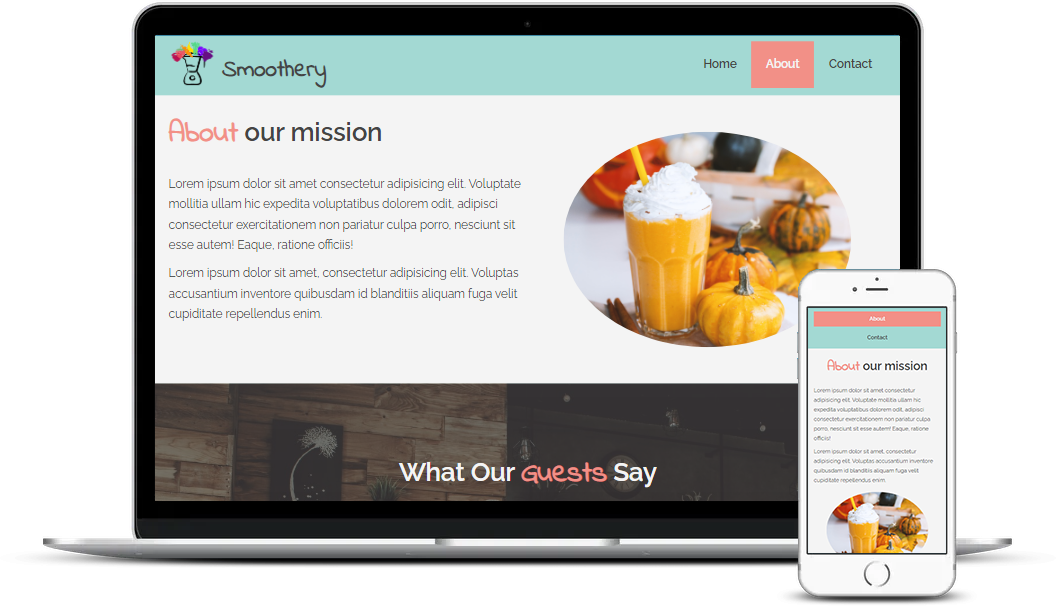 Smoothery
Home
About
Contact
About our mission
Lorem ipsum dolor sit amet consectetur adipisicing elit. Voluptate
mollitia ullam hic expedita voluptatibus dolorem odit, adipisci
consectetur exercitationem non pariatur culpa porro, nesciunt sit
esse autem! Eaque, ratione officiis!
Lorem ipsum dolor sit amet, consectetur adipisicing elit. Voluptas
accusantium inventore quibusdam id blanditiis aliquam fuga velit
cupiditate repellendus enim.
What Our Guests Say
About
Contact
About our mission
Lorem ipsum dolor sit amet consectetur
adipisicing elit. Voluptate mollitia ullam hic
expedita voluptatibus dolorem odit, adipisci
consectetur exercitationem non pariatur culpa
porro, nesciunt sit esse autem! Eaque, ratione
officiis!
Lorem ipsum dolor sit amet, consectetur
adipisicing elit. Voluptas accusantium inventore
quibusdam id blanditiis aliquam fuga velit
cupiditate repellendus enim.